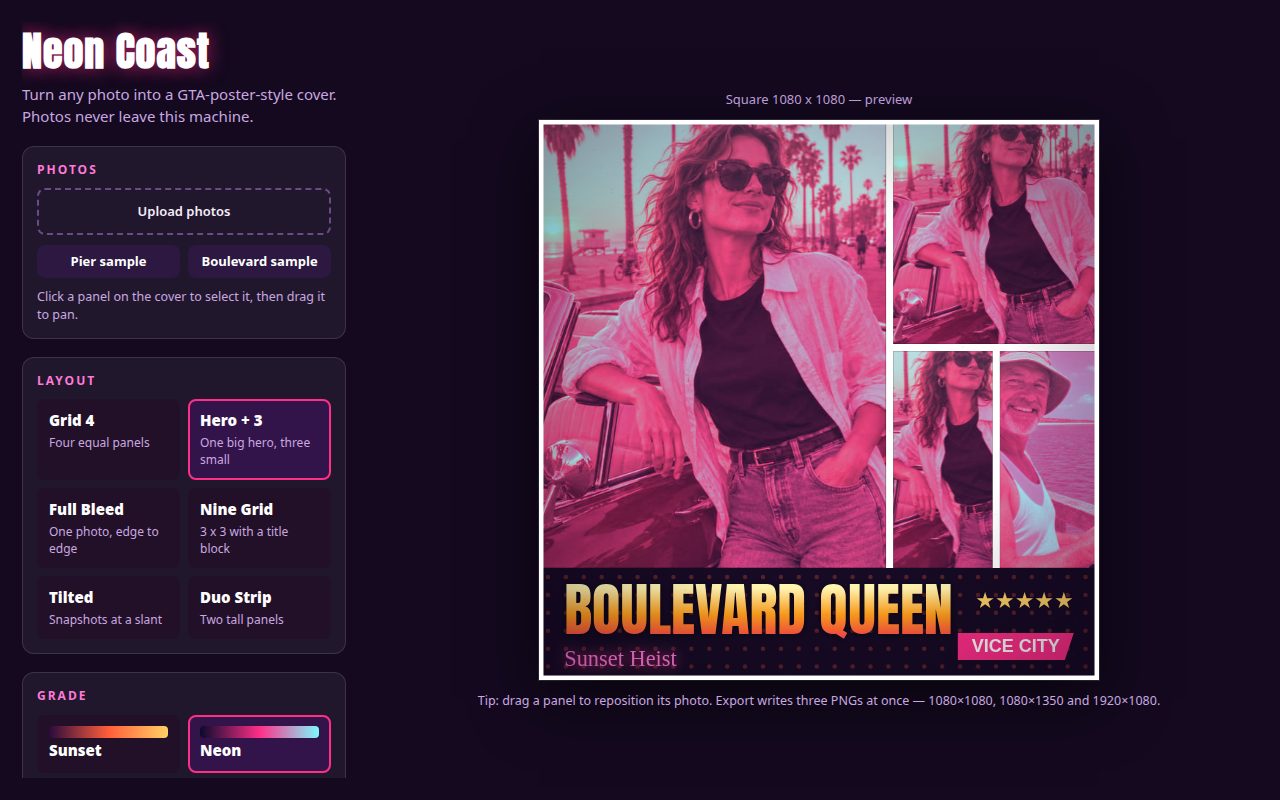 Neon Coast
Turn any photo into a GTA-poster-style cover.
Photos never leave this machine.
PHOTOS
Upload photos
Pier sample
Boulevard sample
Click a panel on the cover to select it, then drag it
to pan.
LAYOUT
Grid 4
Four equal panels
Hero + 3
One big hero, three
small
Full Bleed
One photo, edge to
edge
Nine Grid
3 x 3 with a title
block
Tilted
Snapshots at a slant
Duo Strip
Two tall panels
GRADE
Sunset
Neon
Square 1080 x 1080 — preview
BOULEVARD QUEEN
★★★★★
Sunset Heist
VICE CITY
Tip: drag a panel to reposition its photo. Export writes three PNGs at once — 1080×1080, 1080×1350 and 1920×1080.